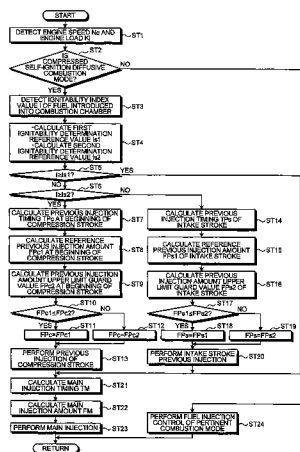 START
DETECT ENGINE SPEED Ne AND
ENGINE LOAD Kl
ST1
ST2
IS
COMPRESSED
SELF-IGNITION DIFFUSIVE
COMBUSTION
MODE?
NO
YES
DETECT IGNITABILITY INDEX
VALUE I OF FUEL INTRODUCED
INTO COMBUSTION CHAMBER
ST3
·CALCULATE FIRST
IGNITABILITY DETERMINATION
REFERENCE VALUE Is1
·CALCULATE SECOND
IGNITABILITY DETERMINATION
REFERENCE VALUE Is2
ST4
ST5
I≥Is1?
YES
NO
ST6
I≥Is2?
NO
YES
CALCULATE PREVIOUS
INJECTION
TIMING TPc AT BEGINNING OF
COMPRESSION STROKE
ST7
CALCULATE REFERENCE
PREVIOUS INJECTION AMOUNT
FPc1 AT BEGINNING OF
COMPRESSION STROKE
ST8
CALCULATE PREVIOUS
INJECTION AMOUNT UPPER
LIMIT GUARD
VALUE FPc2 AT BEGINNING OF
COMPRESSION STROKE
ST9
ST10
FPc1≤FPc2?
NO
YES
ST11
FPc=FPc1
FPc=FPc2
ST12
PERFORM PREVIOUS
INJECTION OF
COMPRESSION STROKE
ST13
CALCULATE PREVIOUS
INJECTION TIMING TPs OF
INTAKE STROKE
ST14
CALCULATE REFERENCE
PREVIOUS INJECTION
AMOUNT FPs1
OF INTAKE STROKE
ST15
CALCULATE PREVIOUS
INJECTION AMOUNT UPPER
LIMIT GUARD VALUE FPs2 OF
INTAKE STROKE
ST16
ST17
FPs1≤FPs2?
NO
YES
ST18
FPs=FPs1
FPs=FPs2
ST19
PERFORM INTAKE STROKE
PREVIOUS INJECTION
ST20
CALCULATE MAIN
INJECTION TIMING TM
ST21
CALCULATE MAIN
INJECTION AMOUNT FM
ST22
PERFORM MAIN INJECTION
ST23
PERFORM FUEL INJECTION
CONTROL OF PERTINENT
COMBUSTION MODE
ST24
RETURN